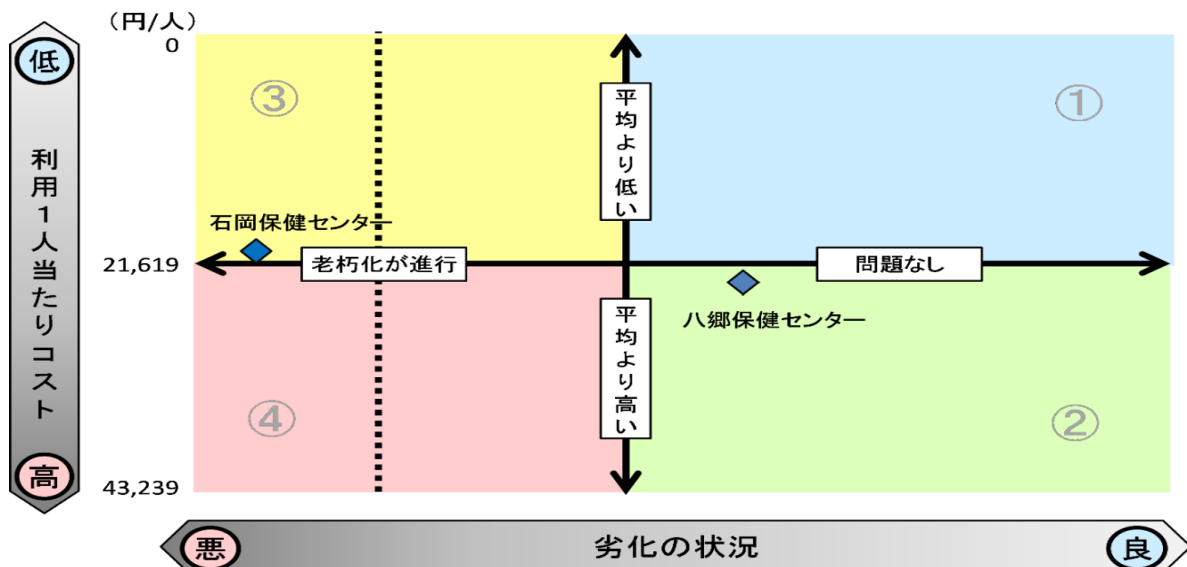 (円/人)
0
低
利用1人当たりコスト
高
③
①
平均より低い
石岡保健センター
21,619
老朽化が進行
問題なし
八郷保健センター
平均より高い
④
②
43,239
悪
劣化の状況
良